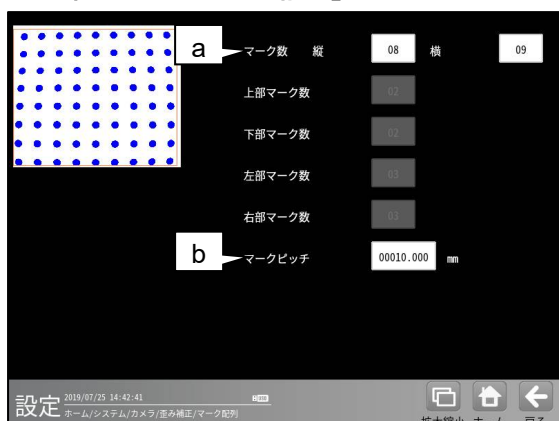 a マーク数 縦 08 横 09
上部マーク数 02
下部マーク数 02
左部マーク数 03
右部マーク数 03
b マークピッチ 00010.000 mm
設定 2019/07/25 14:42:41
ホーム/システム/カメラ/歪み補正/マーク配列
拡大縮小 ホーム 戻る